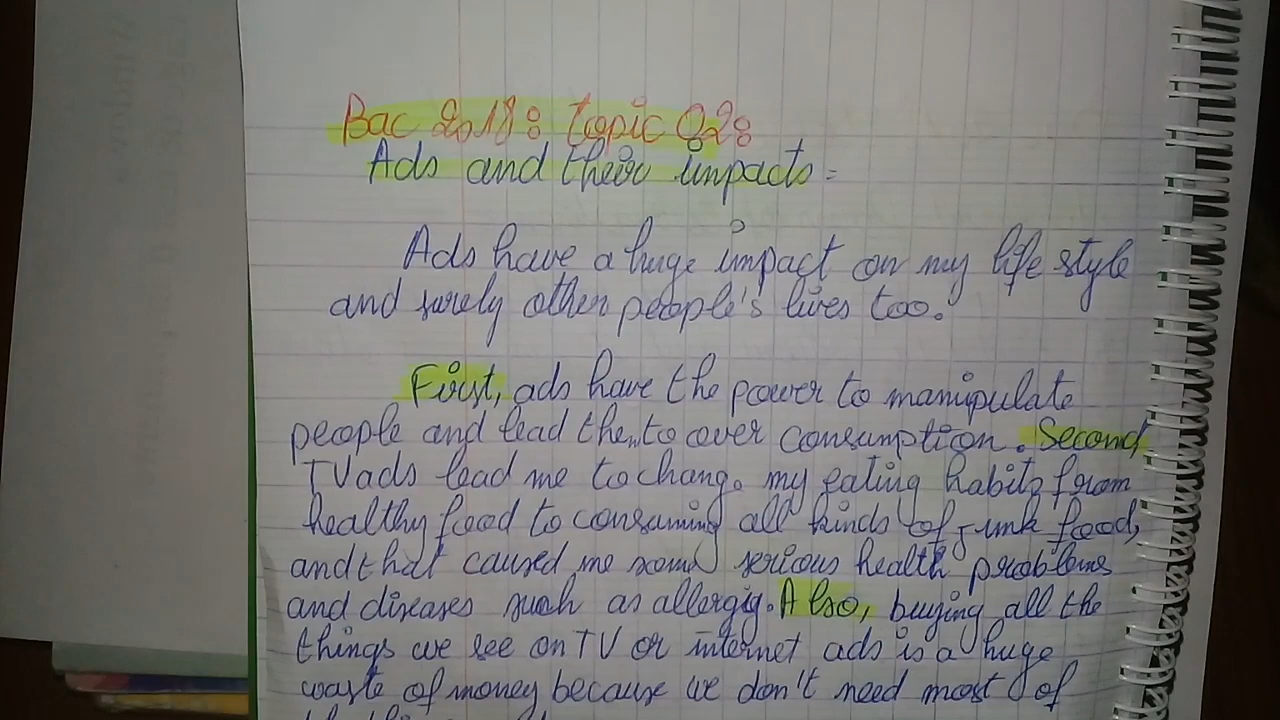 Bac 2018: topic 02:
Ads and their impacts:
Ads have a huge impact on my life style
and surely other people's lives too.
First, ads have the power to manipulate
people and lead them to over consumption. Second,
TV ads lead me to change my eating habits from
healthy food to consuming all kinds of junk food,
and that caused me some serious health problems
and diseases such as allergiy. Also, buying all the
things we see on TV or internet ads is a huge
waste of money because we don't need most of